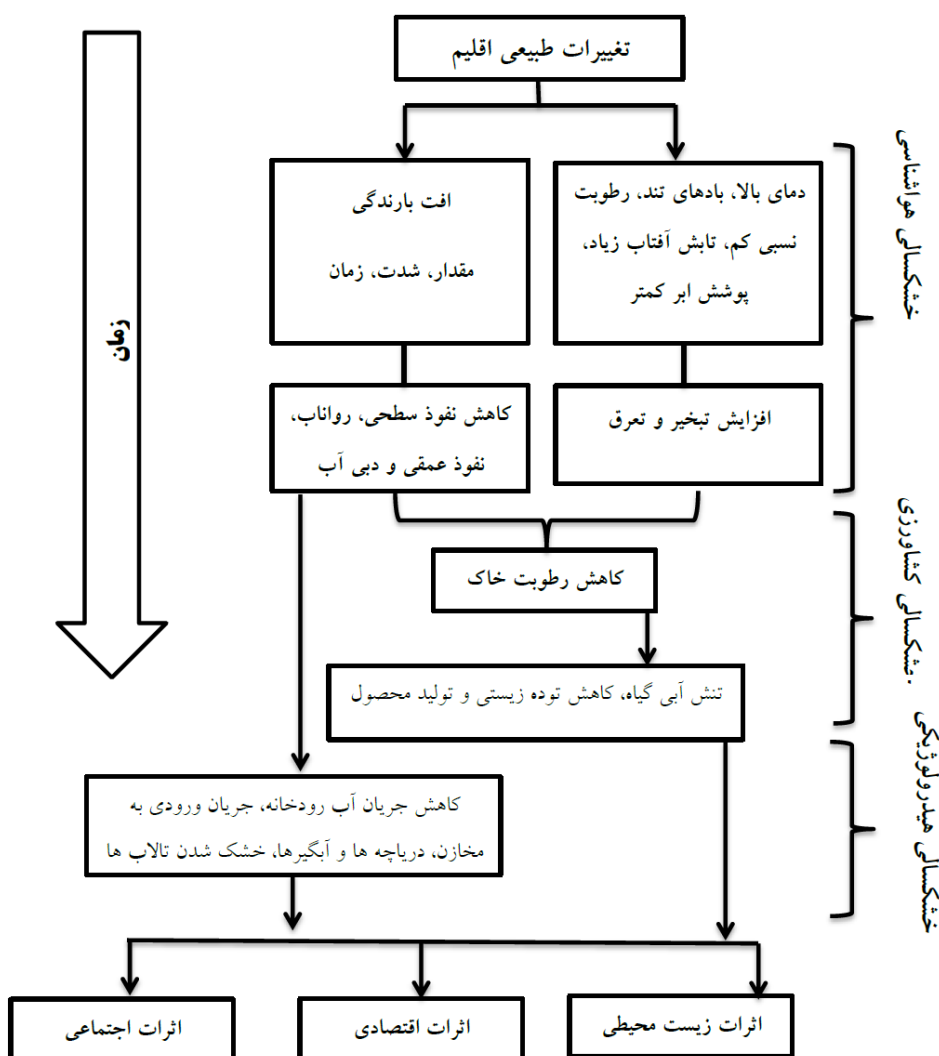 تغییرات طبیعی اقلیم
دمای بالا، بادهای تند، رطوبت
نسبی کم، تابش آفتاب زیاد،
پوشش ابر کمتر
افت بارندگی
مقدار، شدت، زمان
خشکسالی هواشناسی
زمان
افزایش تبخیر و تعرق
کاهش نفوذ سطحی، رواناب،
نفوذ عمقی و دبی آب
کاهش رطوبت خاک
خشکسالی کشاورزی
تنش آبی گیاه، کاهش توده زیستی و تولید محصول
کاهش جریان آب رودخانه، جریان ورودی به
مخازن، دریاچه ها و آبگیرها، خشک شدن تالاب ها
خشکسالی هیدرولوژیکی
اثرات زیست محیطی
اثرات اقتصادی
اثرات اجتماعی